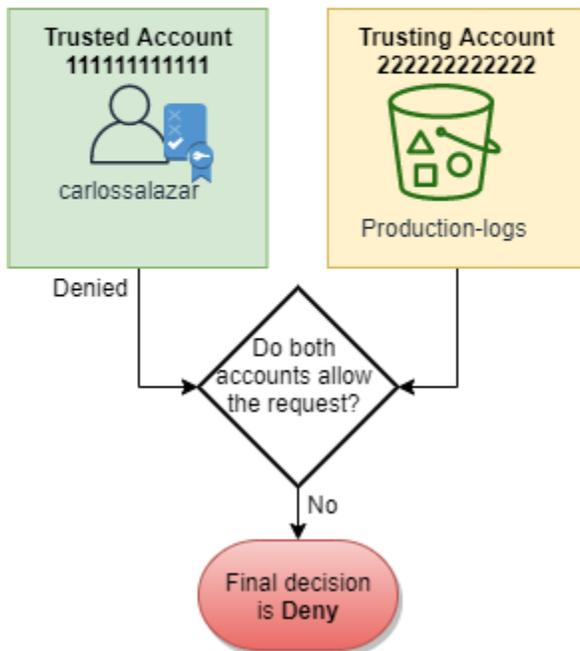 Trusted Account
111111111111
carlossalazar
Trusting Account
222222222222
Production-logs
Denied
Do both
accounts allow
the request?
No
Final decision
is Deny